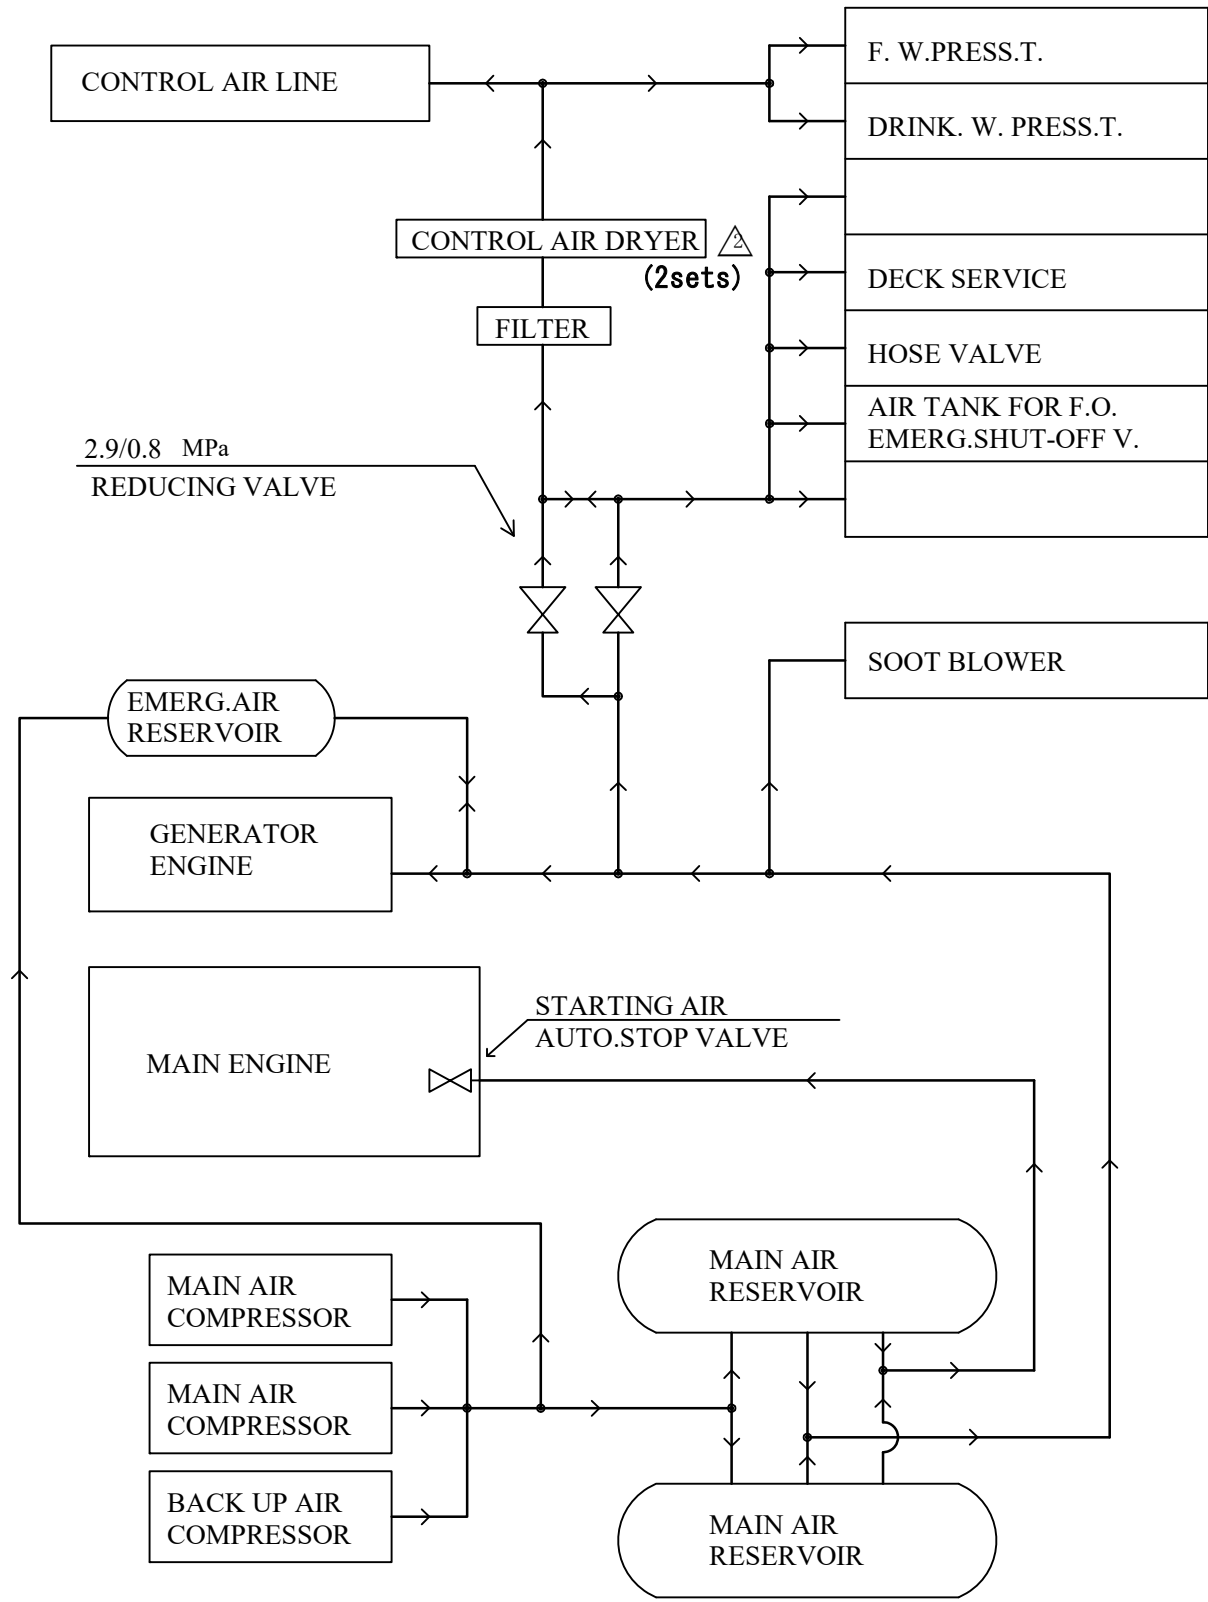 F. W.PRESS.T.
CONTROL AIR LINE
DRINK. W. PRESS.T.
CONTROL AIR DRYER 2
(2sets)
DECK SERVICE
FILTER
HOSE VALVE
AIR TANK FOR F.O.
EMERG.SHUT-OFF V.
2.9/0.8 MPa
REDUCING VALVE
SOOT BLOWER
EMERG.AIR
RESERVOIR
GENERATOR
ENGINE
STARTING AIR
AUTO.STOP VALVE
MAIN ENGINE
MAIN AIR
RESERVOIR
MAIN AIR
COMPRESSOR
MAIN AIR
COMPRESSOR
BACK UP AIR
COMPRESSOR
MAIN AIR
RESERVOIR